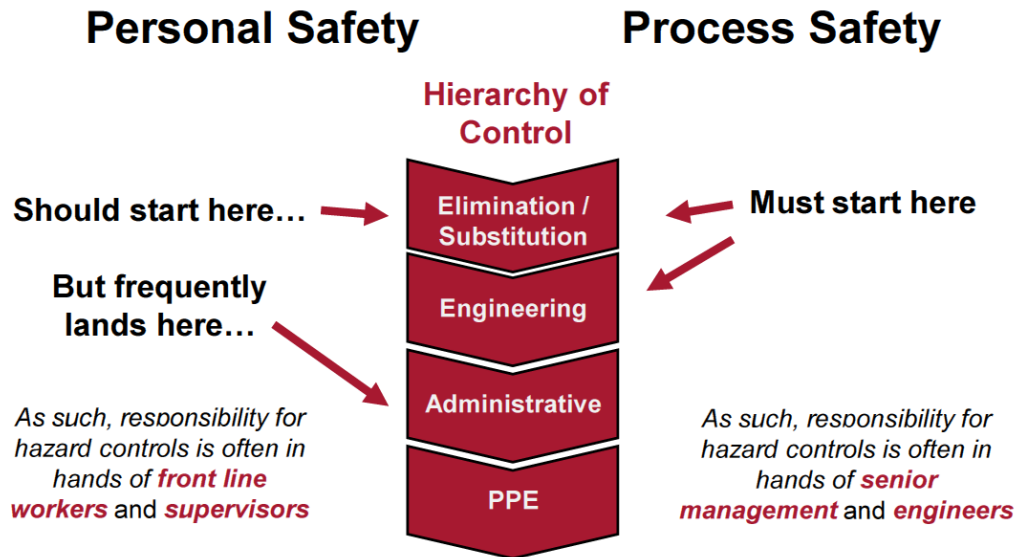 Personal Safety
Process Safety
Hierarchy of
Control
Should start here…
Elimination /
Substitution
Must start here
But frequently
lands here…
Engineering
Administrative
As such, responsibility for
hazard controls is often in
hands of front line
workers and supervisors
As such, responsibility for
hazard controls is often in
hands of senior
management and engineers
PPE